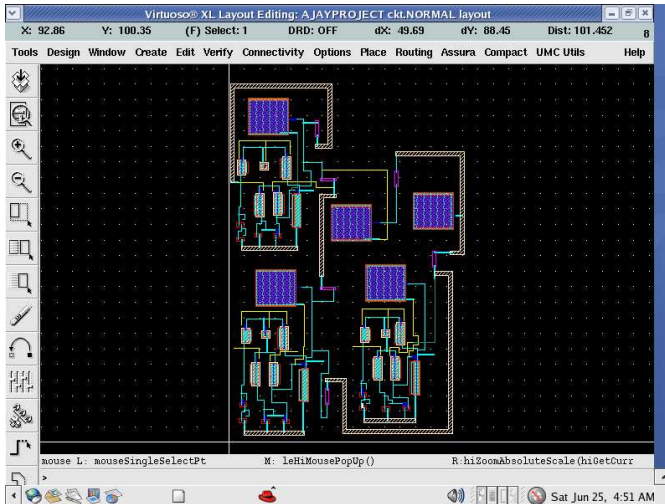 Virtuoso® XL Layout Editing: AJAYPROJECT ckt.NORMAL layout
X: 92.86 Y: 100.35 (F) Select: 1 DRD: OFF dX: 49.69 dY: 88.45 Dist: 101.452 8
Tools Design Window Create Edit Verify Connectivity Options Place Routing Assura Compact UMC Utils Help
mouse L: mouseSingleSelectPt M: leHiMousePopUp() R:hiZoomAbsoluteScale(hiGetCurr
>
Sat Jun 25, 4:51 AM